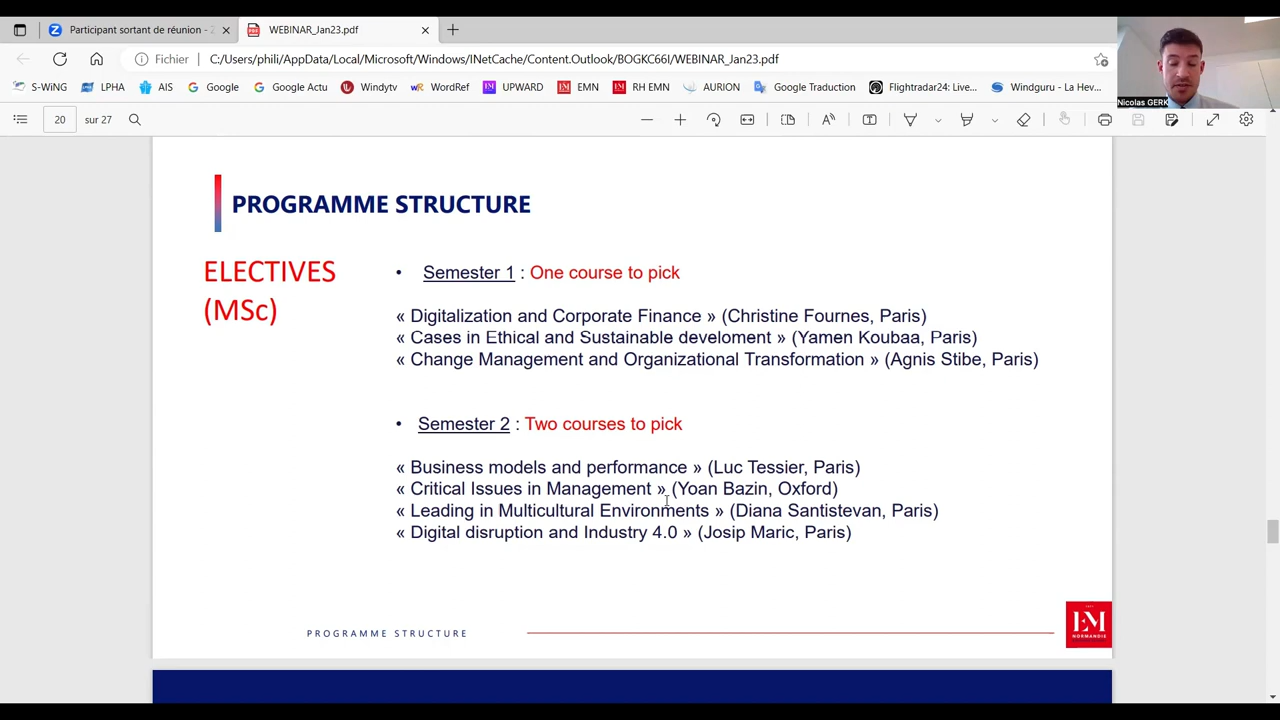 Participant sortant de réunion - Z
WEBINAR_Jan23.pdf
Fichier
C:/Users/phili/AppData/Local/Microsoft/Windows/INetCache/Content.Outlook/BOGKC66I/WEBINAR_Jan23.pdf
S-WiNG
LPHA
AIS
Google
Google Actu
Windytv
WordRef
UPWARD
EMN
RH EMN
AURION
Google Traduction
Flightradar24: Live...
Windguru - La Hev...
Nicolas GERK
20 sur 27
PROGRAMME STRUCTURE
ELECTIVES
(MSc)
• Semester 1 : One course to pick
« Digitalization and Corporate Finance » (Christine Fournes, Paris)
« Cases in Ethical and Sustainable develoment » (Yamen Koubaa, Paris)
« Change Management and Organizational Transformation » (Agnis Stibe, Paris)
• Semester 2 : Two courses to pick
« Business models and performance » (Luc Tessier, Paris)
« Critical Issues in Management » (Yoan Bazin, Oxford)
« Leading in Multicultural Environments » (Diana Santistevan, Paris)
« Digital disruption and Industry 4.0 » (Josip Maric, Paris)
PROGRAMME STRUCTURE
EM
NORMANDIE